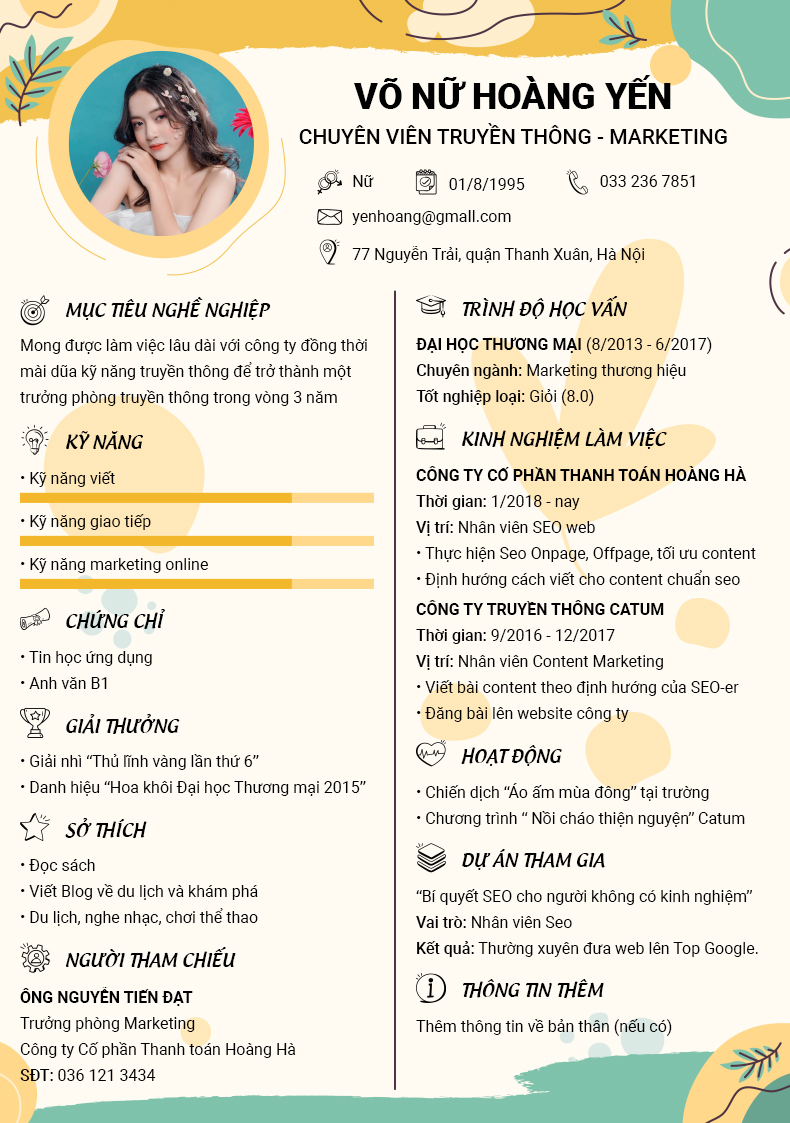 VÕ NỮ HOÀNG YẾN
CHUYÊN VIÊN TRUYỀN THÔNG - MARKETING
Nữ
01/8/1995
033 236 7851
yenhoang@gmall.com
77 Nguyễn Trải, quận Thanh Xuân, Hà Nội
MỤC TIÊU NGHỀ NGHIỆP
Mong được làm việc lâu dài với công ty đồng thời
mài dũa kỹ năng truyền thông để trở thành một
trưởng phòng truyền thông trong vòng 3 năm
KỸ NĂNG
• Kỹ năng viết
• Kỹ năng giao tiếp
• Kỹ năng marketing online
CHỨNG CHỈ
• Tin học ứng dụng
• Anh văn B1
GIẢI THƯỞNG
• Giải nhì “Thủ lĩnh vàng lần thứ 6”
• Danh hiệu “Hoa khôi Đại học Thương mại 2015”
SỞ THÍCH
• Đọc sách
• Viết Blog về du lịch và khám phá
• Du lịch, nghe nhạc, chơi thể thao
NGƯỜI THAM CHIẾU
ÔNG NGUYỄN TIẾN ĐẠT
Trưởng phòng Marketing
Công ty Cổ phần Thanh toán Hoàng Hà
SĐT: 036 121 3434
TRÌNH ĐỘ HỌC VẤN
ĐẠI HỌC THƯƠNG MẠI (8/2013 - 6/2017)
Chuyên ngành: Marketing thương hiệu
Tốt nghiệp loại: Giỏi (8.0)
KINH NGHIỆM LÀM VIỆC
CÔNG TY CỔ PHẦN THANH TOÁN HOÀNG HÀ
Thời gian: 1/2018 - nay
Vị trí: Nhân viên SEO web
• Thực hiện Seo Onpage, Offpage, tối ưu content
• Định hướng cách viết cho content chuẩn seo
CÔNG TY TRUYỀN THÔNG CATUM
Thời gian: 9/2016 - 12/2017
Vị trí: Nhân viên Content Marketing
• Viết bài content theo định hướng của SEO-er
• Đăng bài lên website công ty
HOẠT ĐỘNG
• Chiến dịch “Áo ấm mùa đông” tại trường
• Chương trình “ Nồi cháo thiện nguyện” Catum
DỰ ÁN THAM GIA
“Bí quyết SEO cho người không có kinh nghiệm”
Vai trò: Nhân viên Seo
Kết quả: Thường xuyên đưa web lên Top Google.
THÔNG TIN THÊM
Thêm thông tin về bản thân (nếu có)